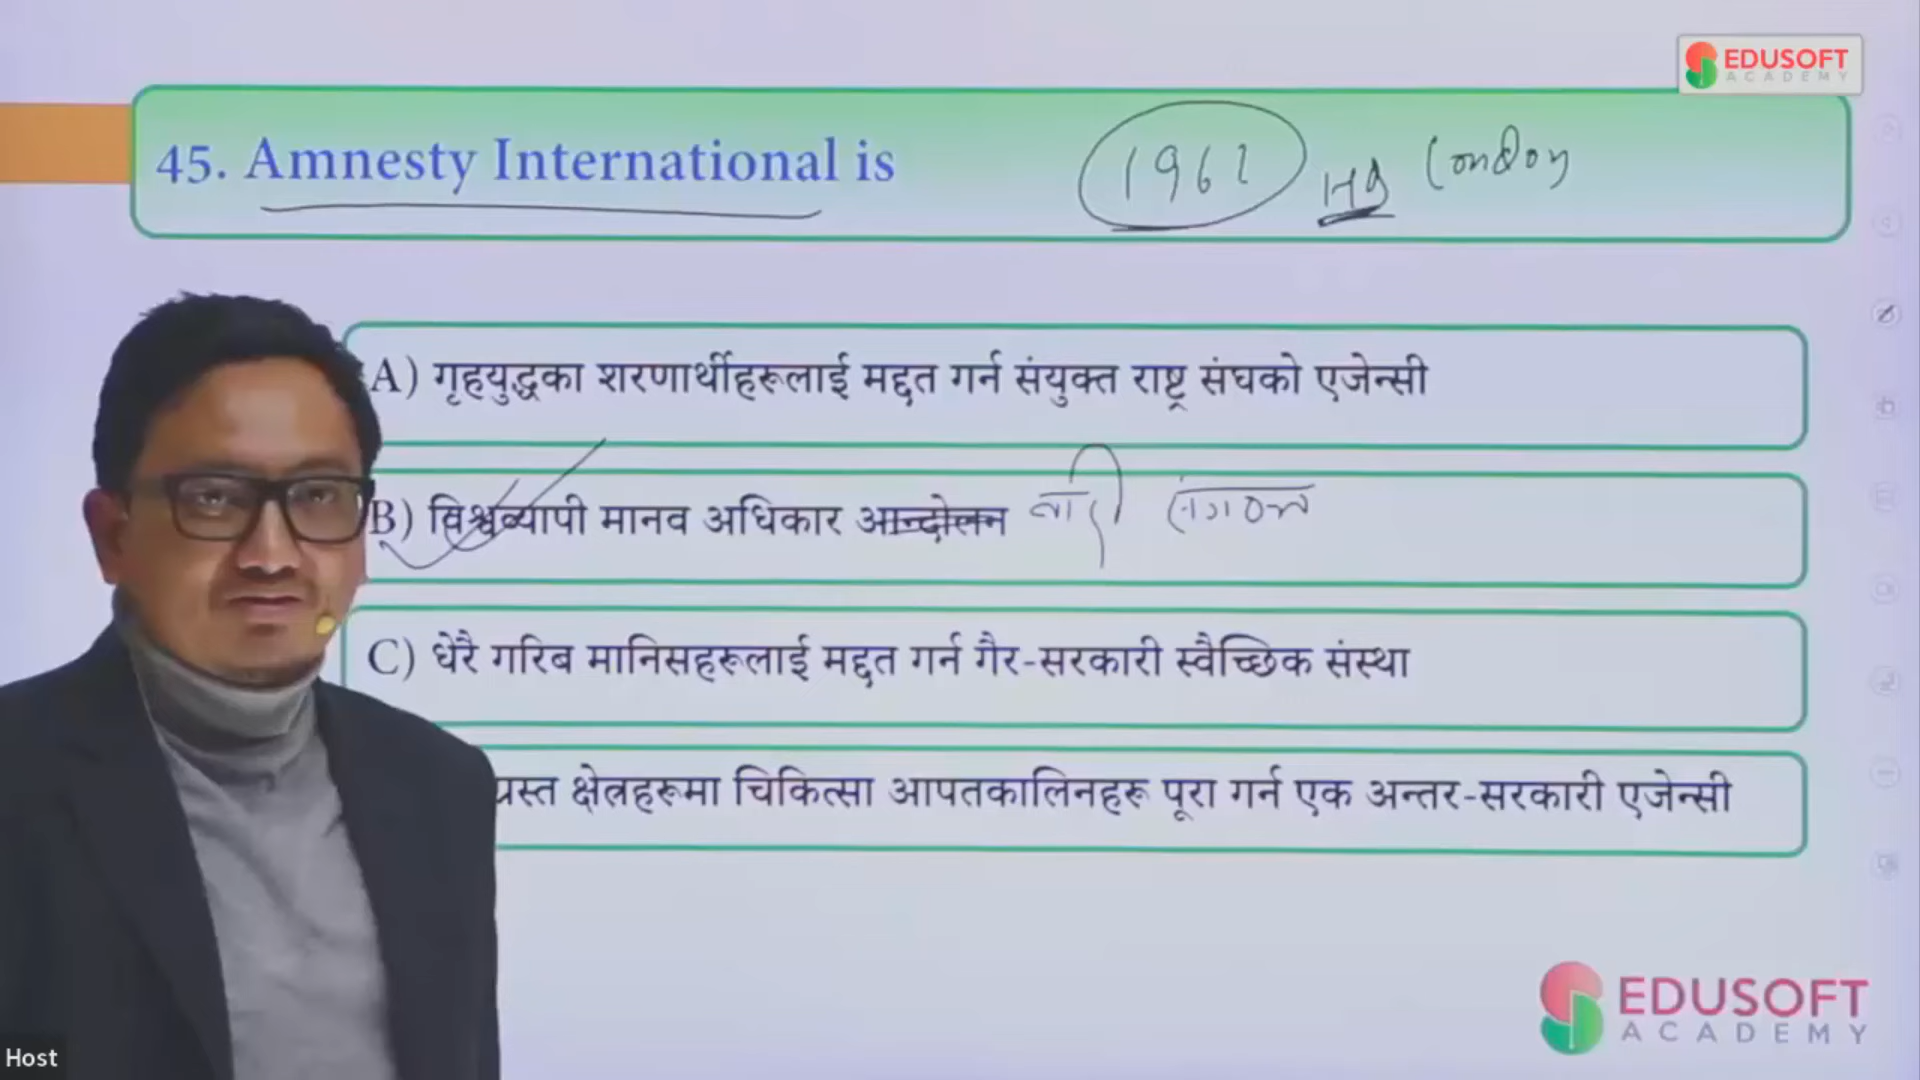 EDUSOFT
ACADEMY
45. Amnesty International is
1961 HQ London
A) गृहयुद्धका शरणार्थीहरूलाई मद्दत गर्न संयुक्त राष्ट्र संघको एजेन्सी
B) विश्वव्यापी मानव अधिकार आन्दोलन वादी संगठन
C) धेरै गरिब मानिसहरूलाई मद्दत गर्न गैर-सरकारी स्वैच्छिक संस्था
ग्रस्त क्षेत्रहरूमा चिकित्सा आपतकालिनहरू पूरा गर्न एक अन्तर-सरकारी एजेन्सी
EDUSOFT
ACADEMY
Host